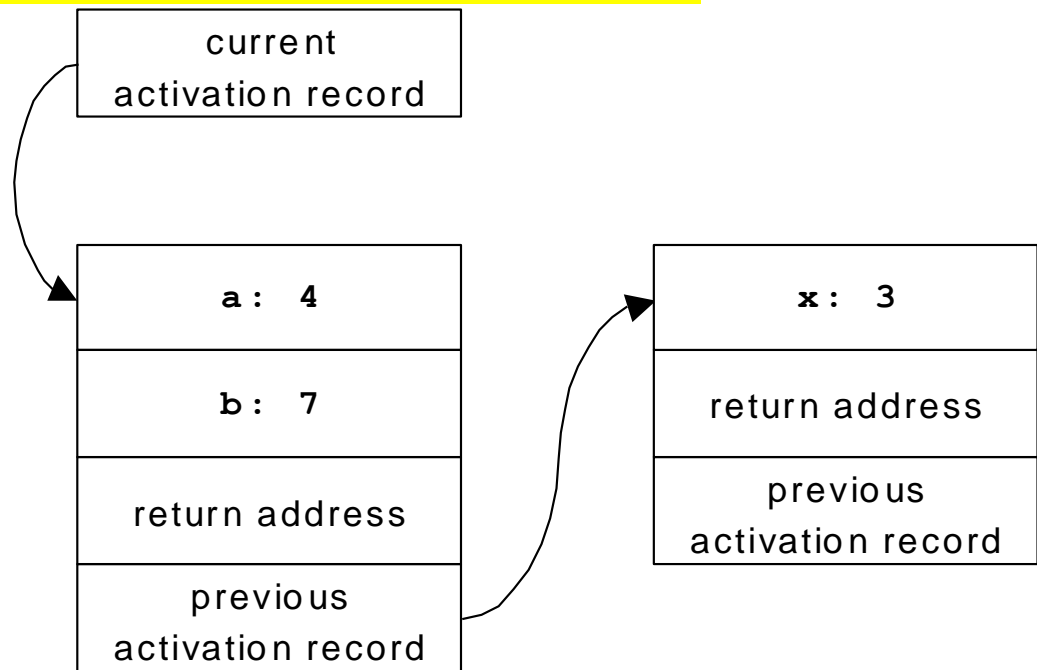 current
activation record
a: 4
b: 7
return address
previous
activation record
x: 3
return address
previous
activation record